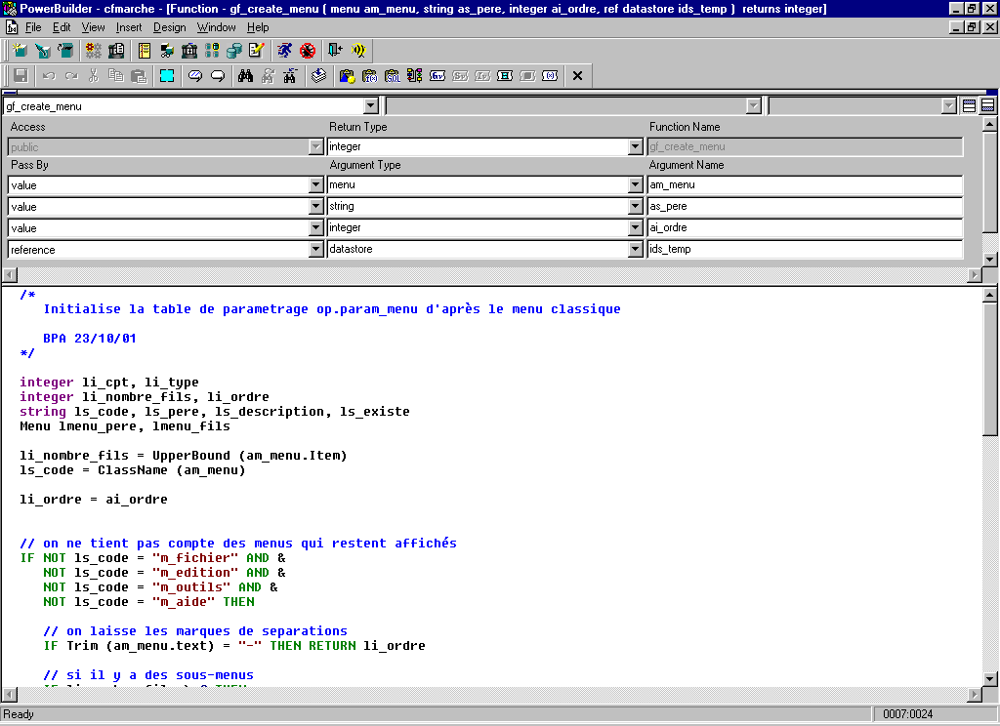 PowerBuilder - cfmarche - [Function - gf_create_menu ( menu am_menu, string as_pere, integer ai_ordre, ref datastore ids_temp ) returns integer]
File Edit View Insert Design Window Help
gf_create_menu
Access Return Type Function Name
public integer gf_create_menu
Pass By Argument Type Argument Name
value menu am_menu
value string as_pere
value integer ai_ordre
reference datastore ids_temp
/*
Initialise la table de parametrage op.param_menu d'après le menu classique
BPA 23/10/01
*/
integer li_cpt, li_type
integer li_nombre_fils, li_ordre
string ls_code, ls_pere, ls_description, ls_existe
Menu lmenu_pere, lmenu_fils
li_nombre_fils = UpperBound (am_menu.Item)
ls_code = ClassName (am_menu)
li_ordre = ai_ordre
// on ne tient pas compte des menus qui restent affichés
IF NOT ls_code = "m_fichier" AND &
NOT ls_code = "m_edition" AND &
NOT ls_code = "m_outils" AND &
NOT ls_code = "m_aide" THEN
// on laisse les marques de separations
IF Trim (am_menu.text) = "-" THEN RETURN li_ordre
// si il y a des sous-menus
Ready 0007:0024